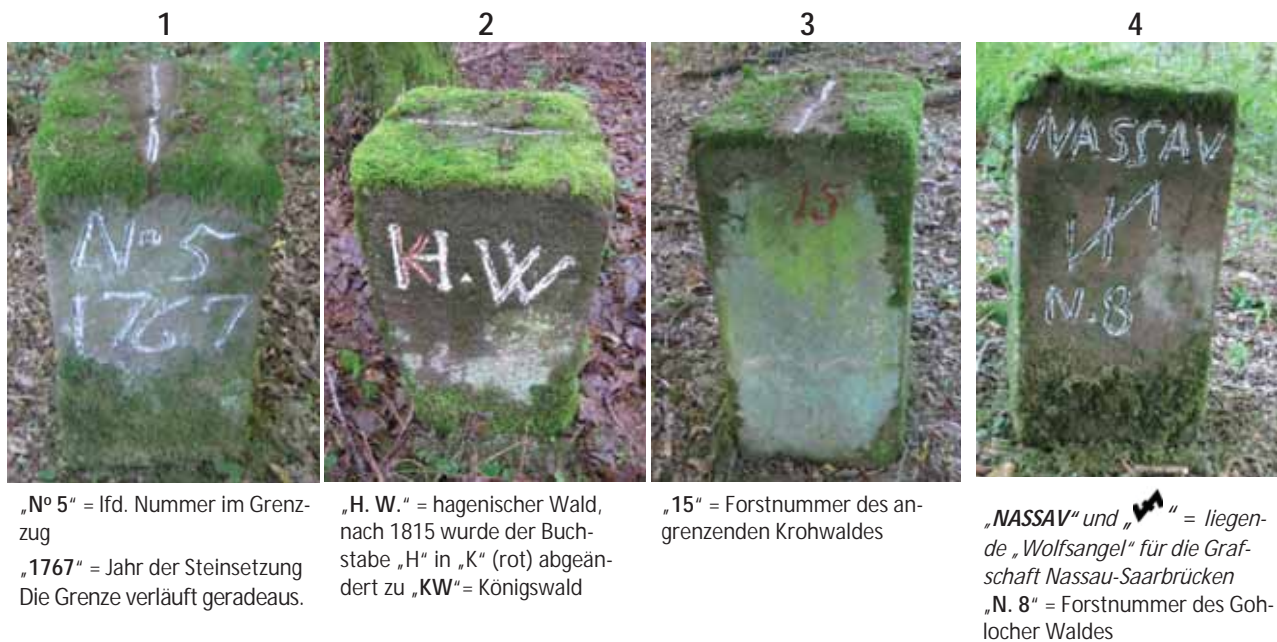 1
2
3
4
Nº 5
1767
KH.W
15
NASSAV
N.8
„Nº 5“ = lfd. Nummer im Grenz-
zug
„1767“ = Jahr der Steinsetzung
Die Grenze verläuft geradeaus.
„H. W.“ = hagenischer Wald,
nach 1815 wurde der Buch-
stabe „H“ in „K“ (rot) abgeän-
dert zu „KW“= Königswald
„15“ = Forstnummer des an-
grenzenden Krohwaldes
„NASSAV“ und „ “ = liegen-
de „Wolfsangel“ für die Graf-
schaft Nassau-Saarbrücken
„N. 8“ = Forstnummer des Goh-
locher Waldes